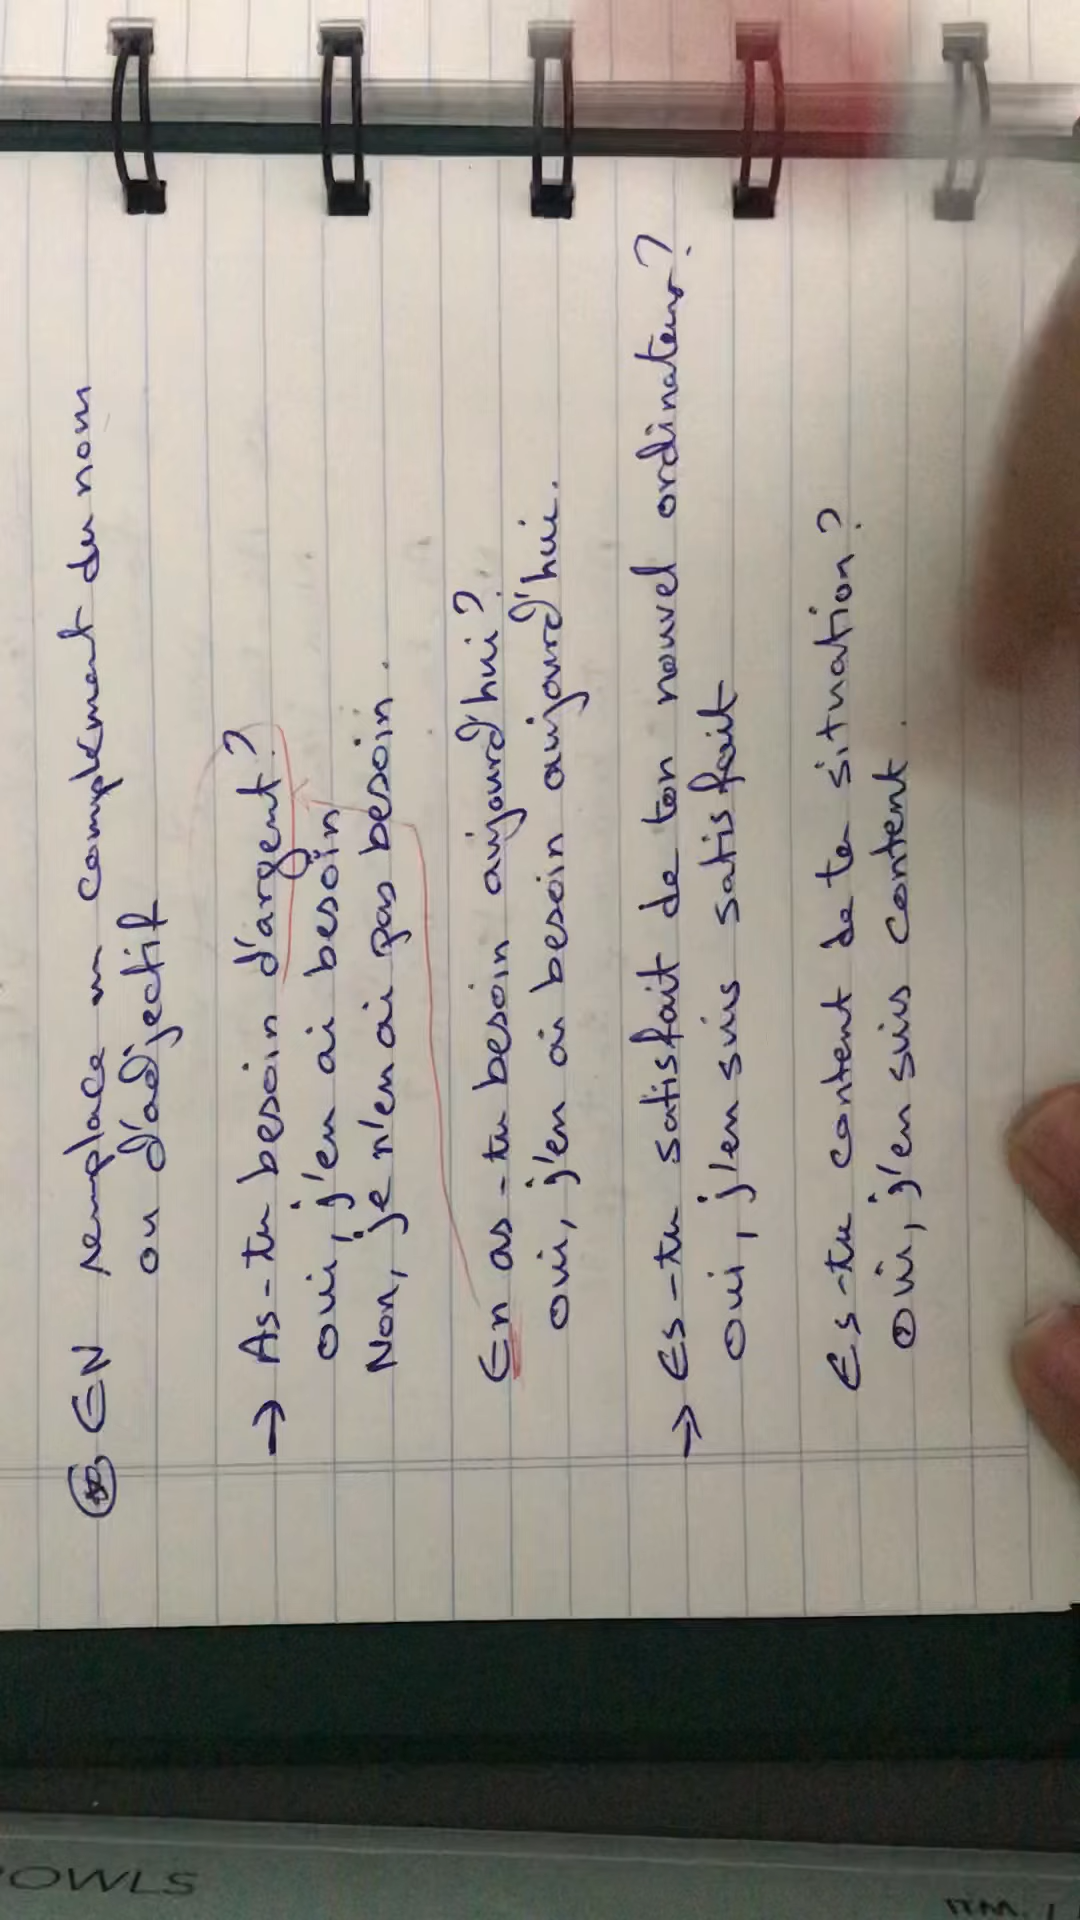 EN remplace un complément du nom
ou d'adjectif
→ As-tu besoin d'argent?
oui, j'en ai besoin
Non, je n'en ai pas besoin.
En as-tu besoin aujourd'hui?
oui, j'en ai besoin aujourd'hui.
→ Es-tu satisfait de ton nouvel ordinateur?
oui, j'en suis satisfait
Es-tu content de ta situation?
Oui, j'en suis content.
OWLS
ITM.